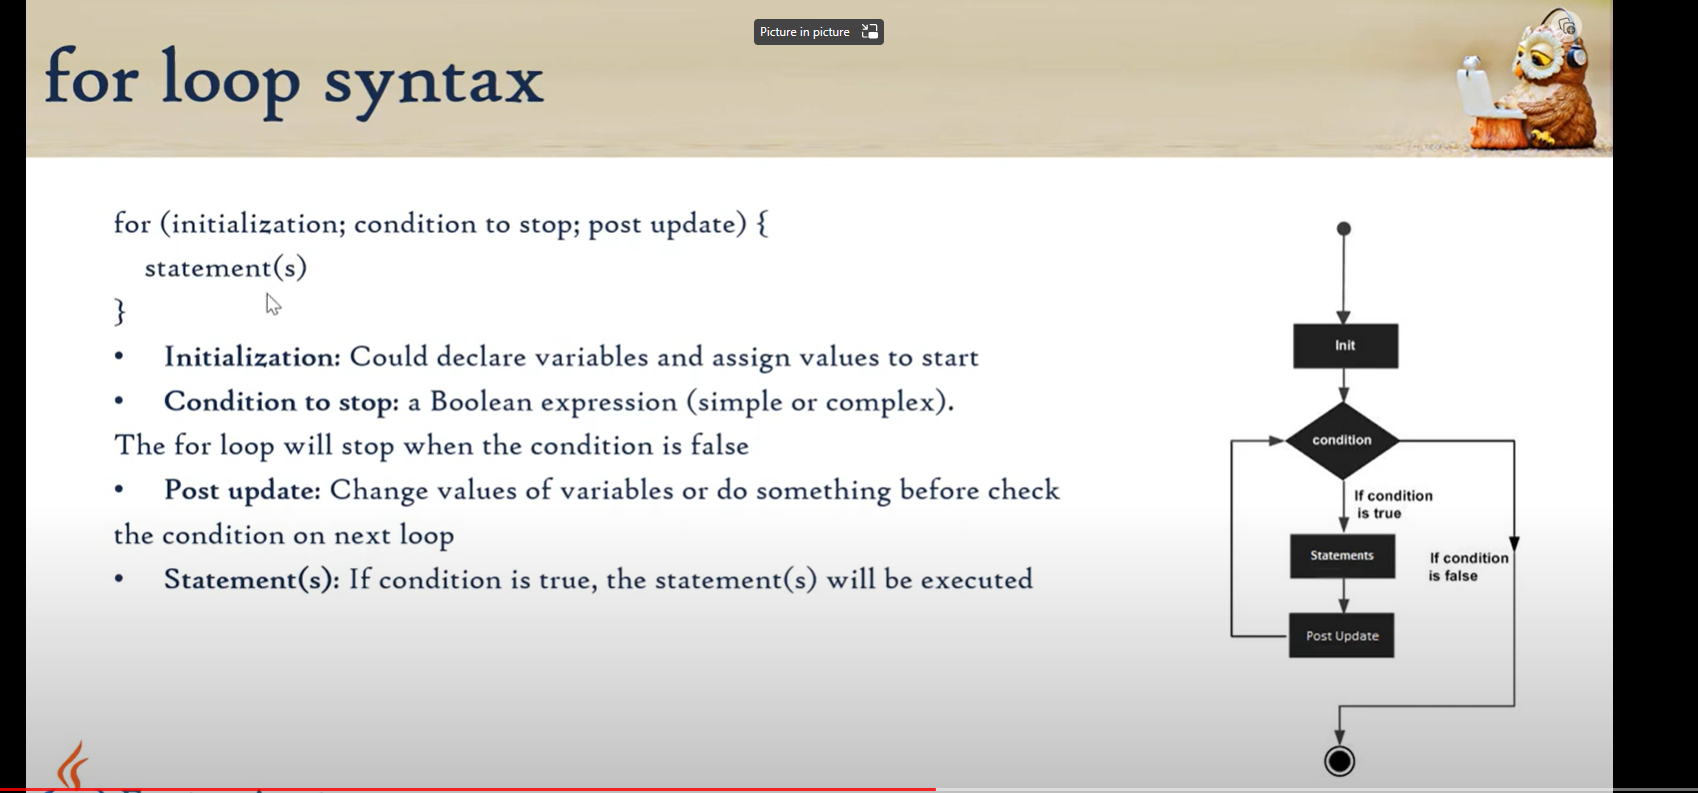 Picture in picture
for loop syntax
for (initialization; condition to stop; post update) {
statement(s)
}
• Initialization: Could declare variables and assign values to start
• Condition to stop: a Boolean expression (simple or complex).
The for loop will stop when the condition is false
• Post update: Change values of variables or do something before check
the condition on next loop
• Statement(s): If condition is true, the statement(s) will be executed
Init
condition
If condition
is true
Statements
If condition
is false
Post Update